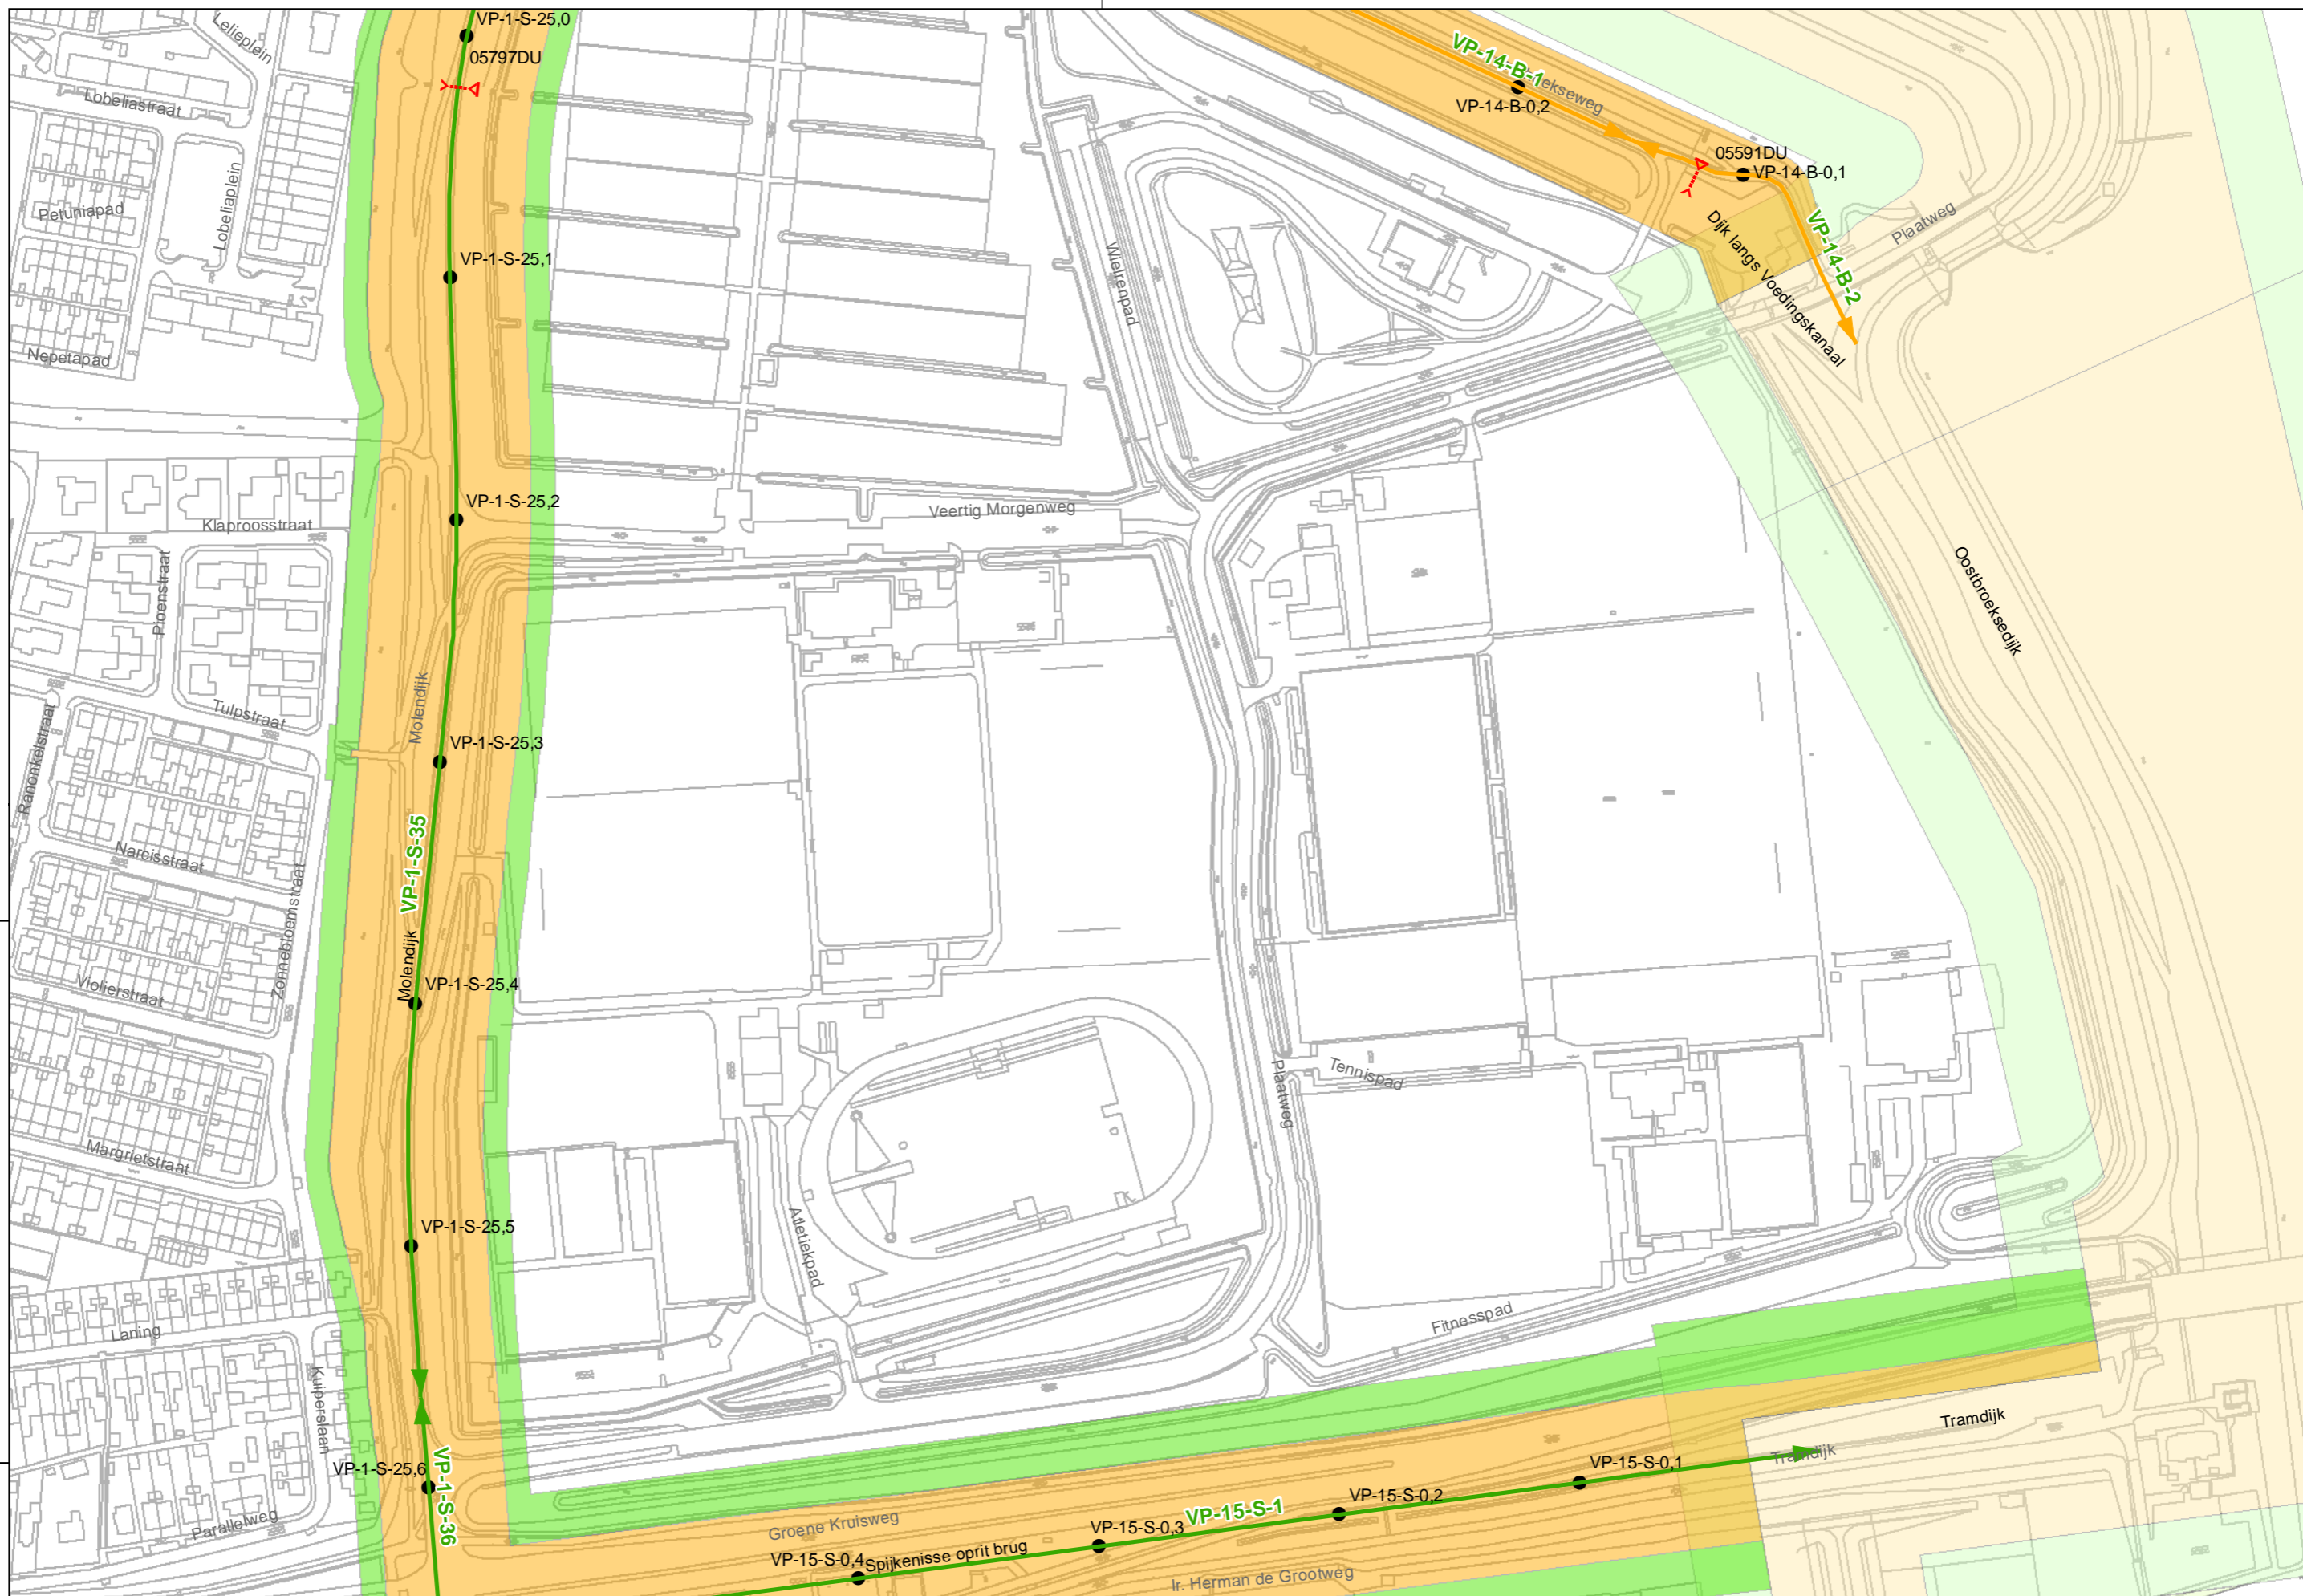 VP-1-S-25,0
05797DU
Lelieplein
Lobeliastraat
Petuniapad
Lobeliaplein
Nepetapad
VP-1-S-25,1
VP-14-B-1
VP-14-B-0,2
05591DU
VP-14-B-0,1
VP-14-B-2
Dijk langs Voedingskanaal
Plaatweg
Wielrenpad
VP-1-S-25,2
Klaproosstraat
Veertig Morgenweg
Pioenstraat
Oostbroeksedijk
Tulpstraat
Molendijk
VP-1-S-25,3
Ranonkelstraat
VP-1-S-35
Narcisstraat
Zonnebloemstraat
Molendijk
VP-1-S-25,4
Violierstraat
Plaatweg
Tennispad
Margrietstraat
VP-1-S-25,5
Atletiekpad
Laning
Fitnesspad
Kuiperslaan
VP-1-S-25,6
VP-1-S-36
Parallelweg
Tramdijk
Tramdijk
VP-15-S-0,1
VP-15-S-0,2
VP-15-S-1
Groene Kruisweg
VP-15-S-0,3
VP-15-S-0,4
Spijkenisse oprit brug
Ir. Herman de Grootweg